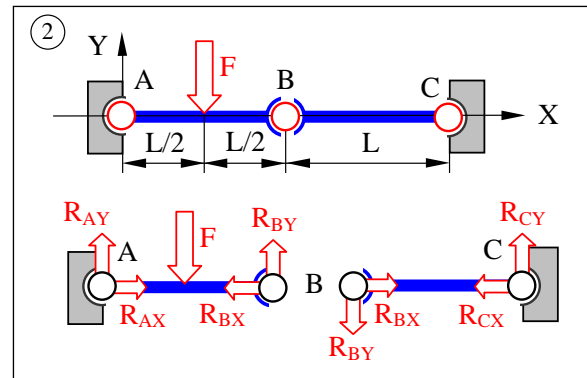 2
Y A F B C X
L/2 L/2 L
R_AY A F R_BY B C R_CY
R_AX R_BX R_BX R_CX
R_BY